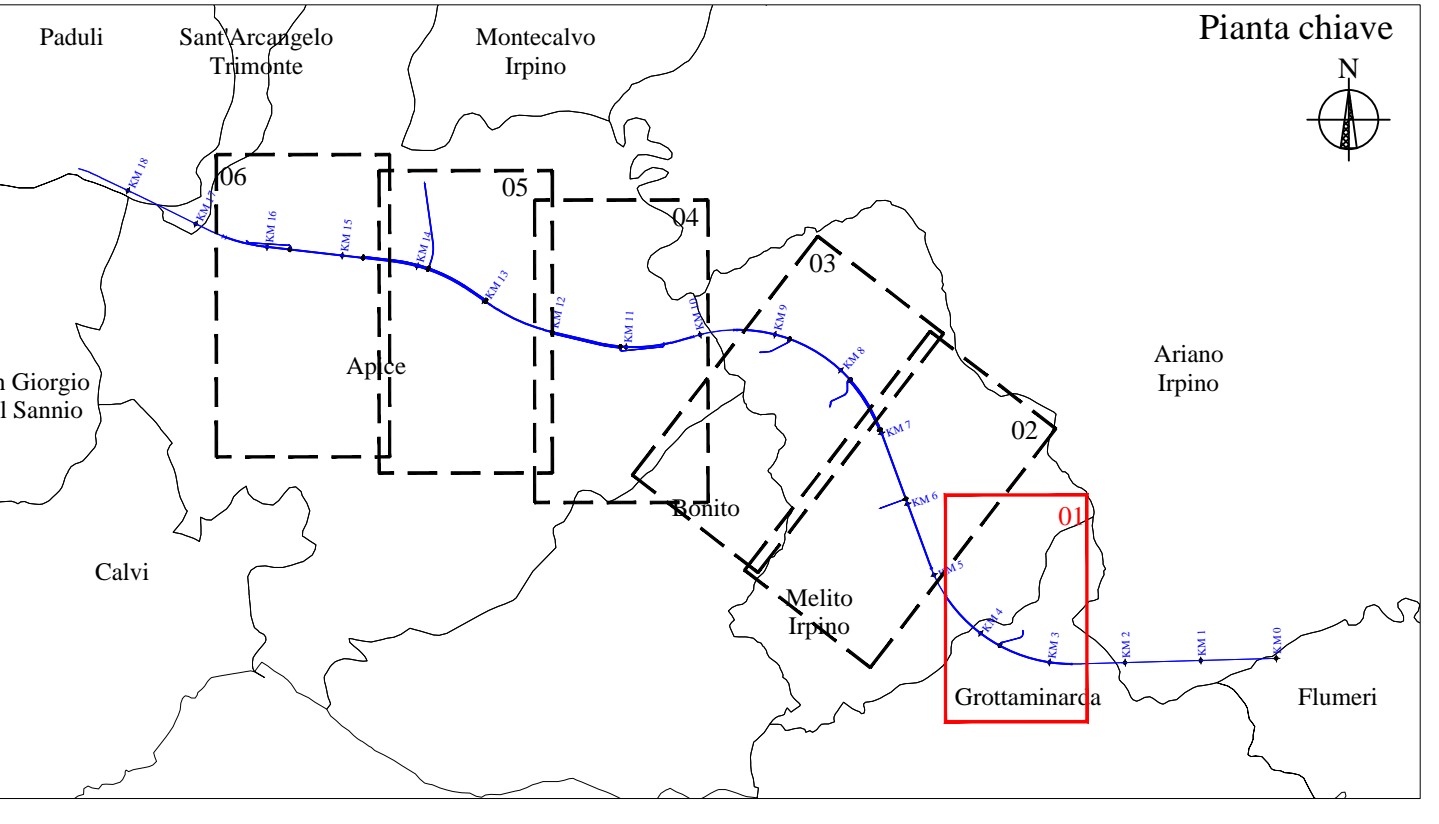 Pianta chiave
N
Paduli
Sant'Arcangelo
Trimonte
Montecalvo
Irpino
KM 18
KM 17
06
KM 16
KM 15
05
KM 14
KM 13
04
KM 12
KM 11
KM 10
03
KM 9
KM 8
KM 7
02
KM 6
01
KM 5
KM 4
KM 3
KM 2
KM 1
KM 0
Apice
n Giorgio
l Sannio
Ariano
Irpino
Bonito
Calvi
Melito
Irpino
Grottaminarda
Flumeri